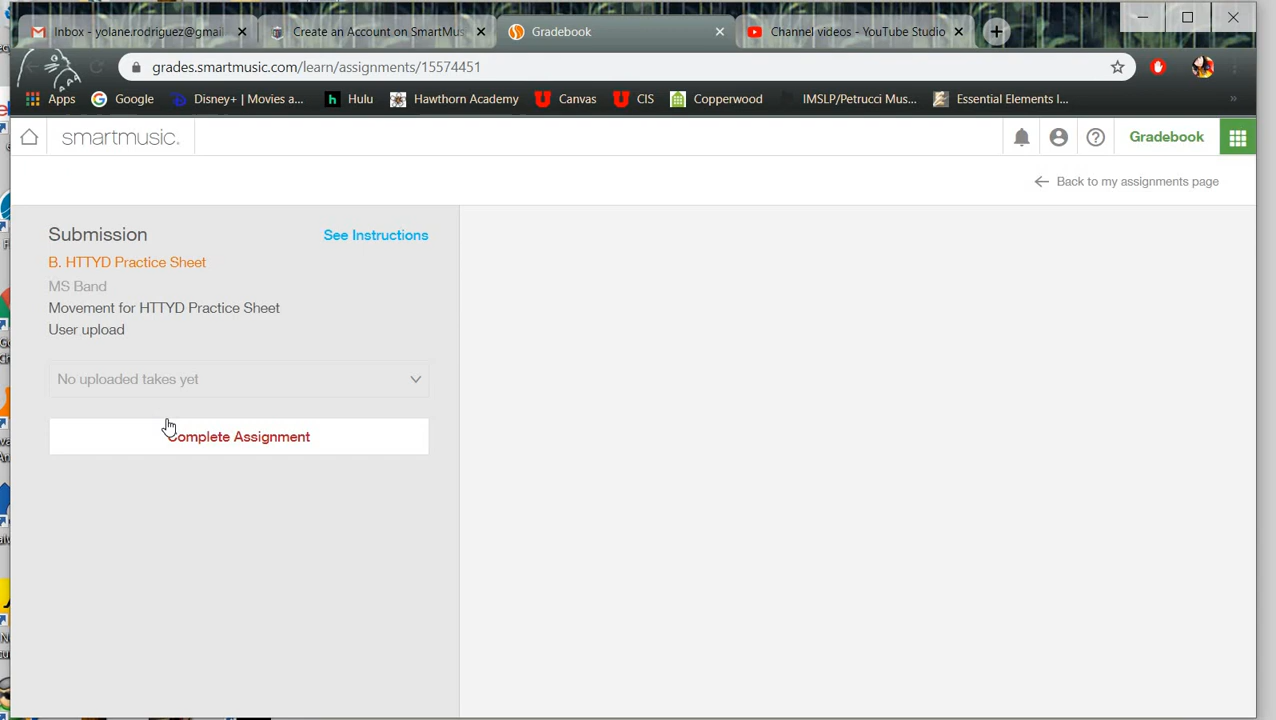 Inbox - yolane.rodriguez@gmail
Create an Account on SmartMus
Gradebook
Channel videos - YouTube Studio
grades.smartmusic.com/learn/assignments/15574451
Apps
Google
Disney+ | Movies a...
Hulu
Hawthorn Academy
Canvas
CIS
Copperwood
IMSLP/Petrucci Mus...
Essential Elements I...
»
smartmusic.
Gradebook
Back to my assignments page
Submission
See Instructions
B. HTTYD Practice Sheet
MS Band
Movement for HTTYD Practice Sheet
User upload
No uploaded takes yet
Complete Assignment